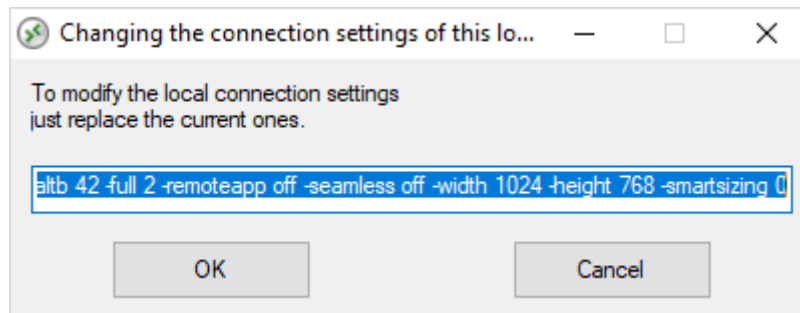 Changing the connection settings of this lo...
To modify the local connection settings
just replace the current ones.
altb 42 -full 2 -remoteapp off -seamless off -width 1024 -height 768 -smartsizing 0
OK
Cancel